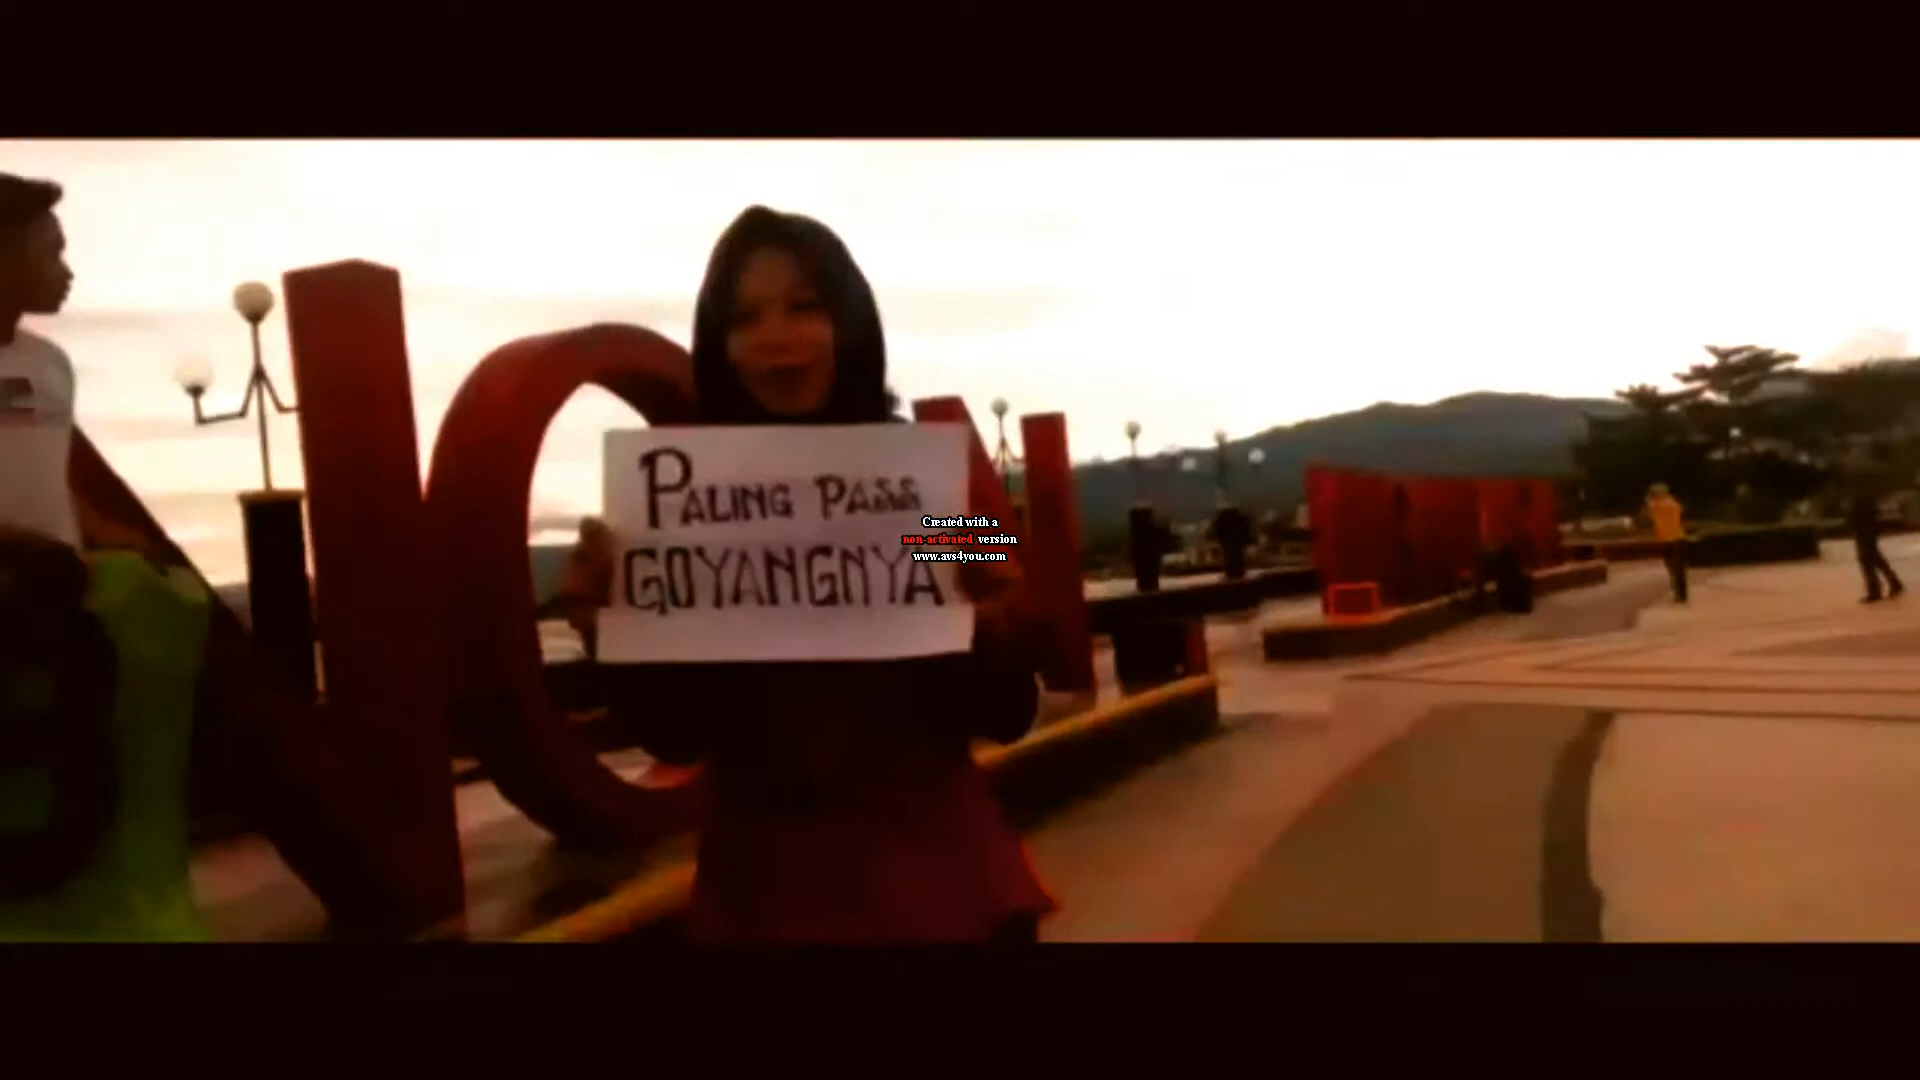 PALING PASS
GOYANGNYA
Created with a
non-activated version
www.avs4you.com